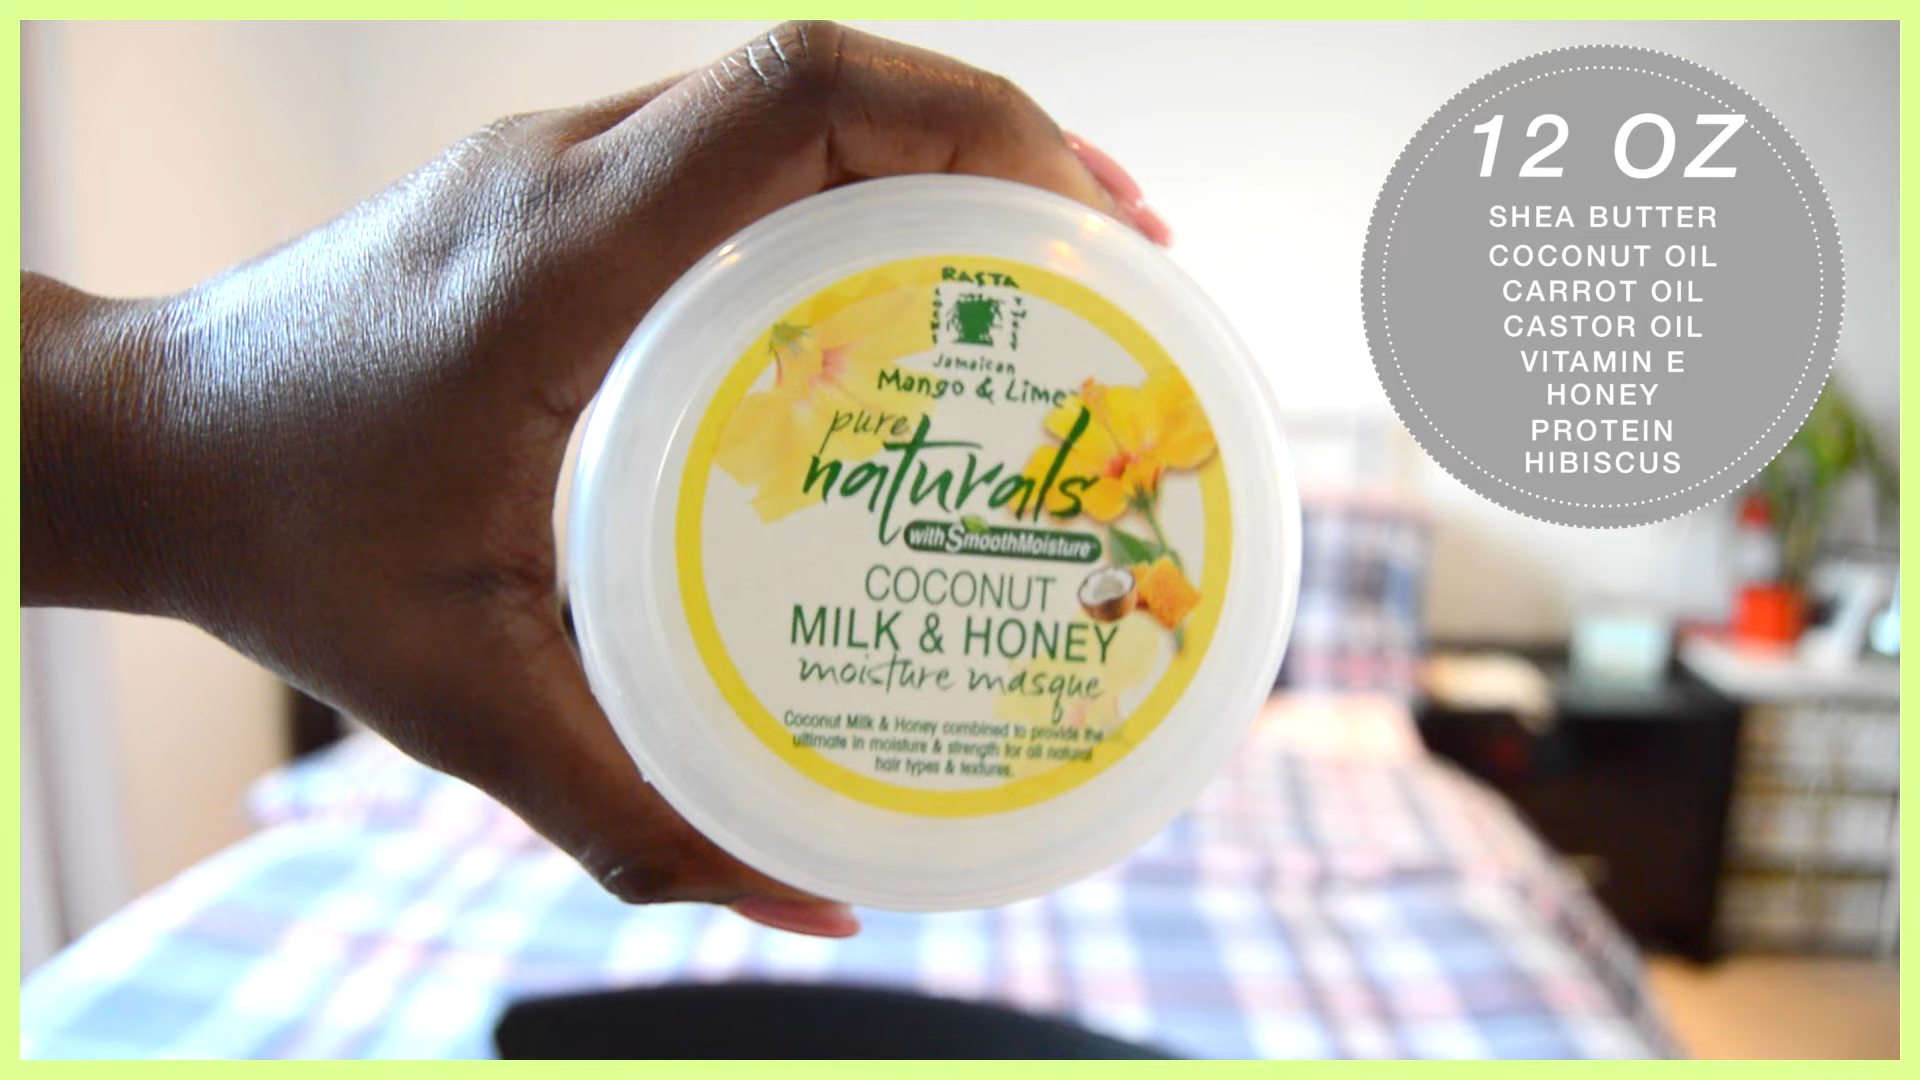 RASTA
Jamaican
Mango & Lime™
pure
naturals
with SmoothMoisture™
COCONUT
MILK & HONEY
moisture masque
Coconut Milk & Honey combined to provide the
ultimate in moisture & strength for all natural
hair types & textures.
12 OZ
SHEA BUTTER
COCONUT OIL
CARROT OIL
CASTOR OIL
VITAMIN E
HONEY
PROTEIN
HIBISCUS